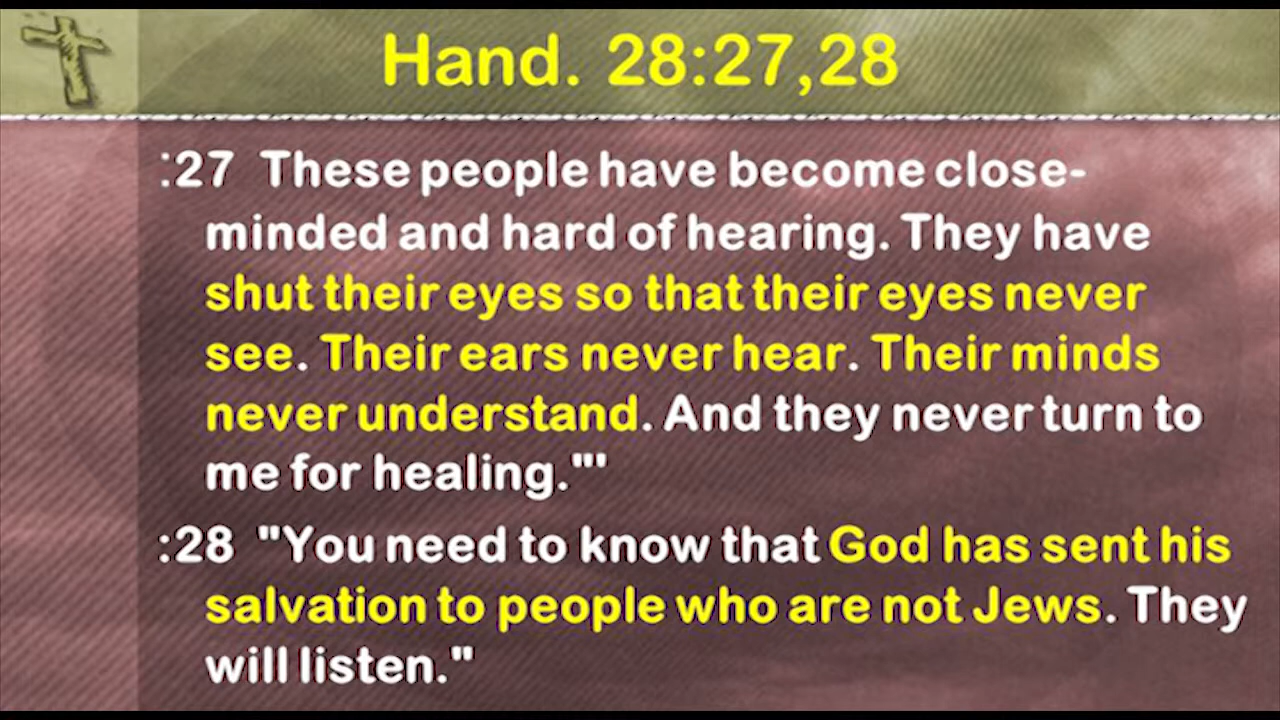 Hand. 28:27,28
:27 These people have become close-
minded and hard of hearing. They have
shut their eyes so that their eyes never
see. Their ears never hear. Their minds
never understand. And they never turn to
me for healing."'
:28 "You need to know that God has sent his
salvation to people who are not Jews. They
will listen."